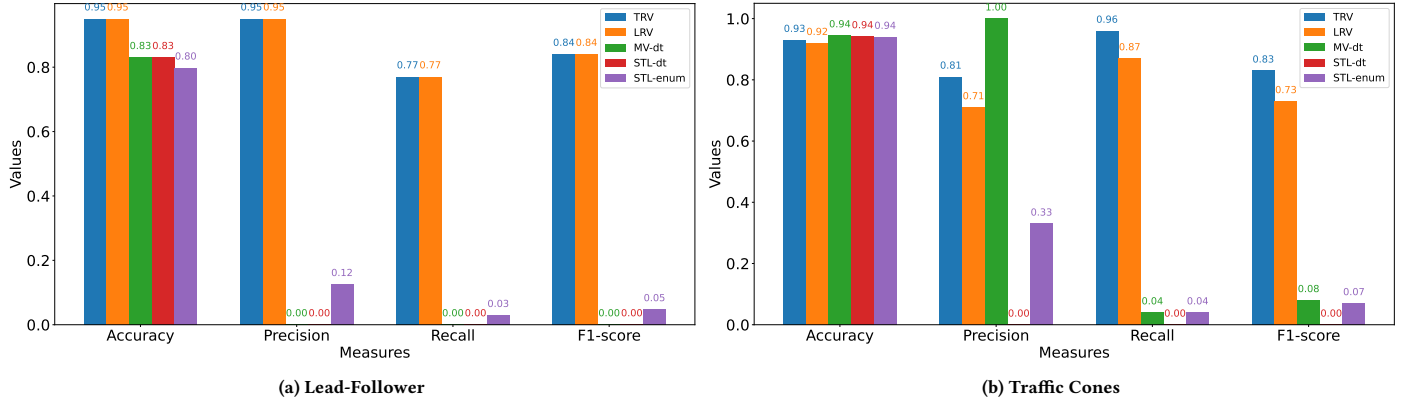 0.95 0.95 0.83 0.83 0.80 0.95 0.95 0.00 0.00 0.12 0.77 0.77 0.00 0.00 0.03 0.84 0.84 0.00 0.00 0.05
TRV
LRV
MV-dt
STL-dt
STL-enum
Values
0.8
0.6
0.4
0.2
0.0
Accuracy Precision Recall F1-score
Measures
(a) Lead-Follower
0.93 0.92 0.94 0.94 0.94 0.81 0.71 1.00 0.00 0.33 0.96 0.87 0.04 0.00 0.04 0.83 0.73 0.08 0.00 0.07
TRV
LRV
MV-dt
STL-dt
STL-enum
Values
1.0
0.8
0.6
0.4
0.2
0.0
Accuracy Precision Recall F1-score
Measures
(b) Traffic Cones